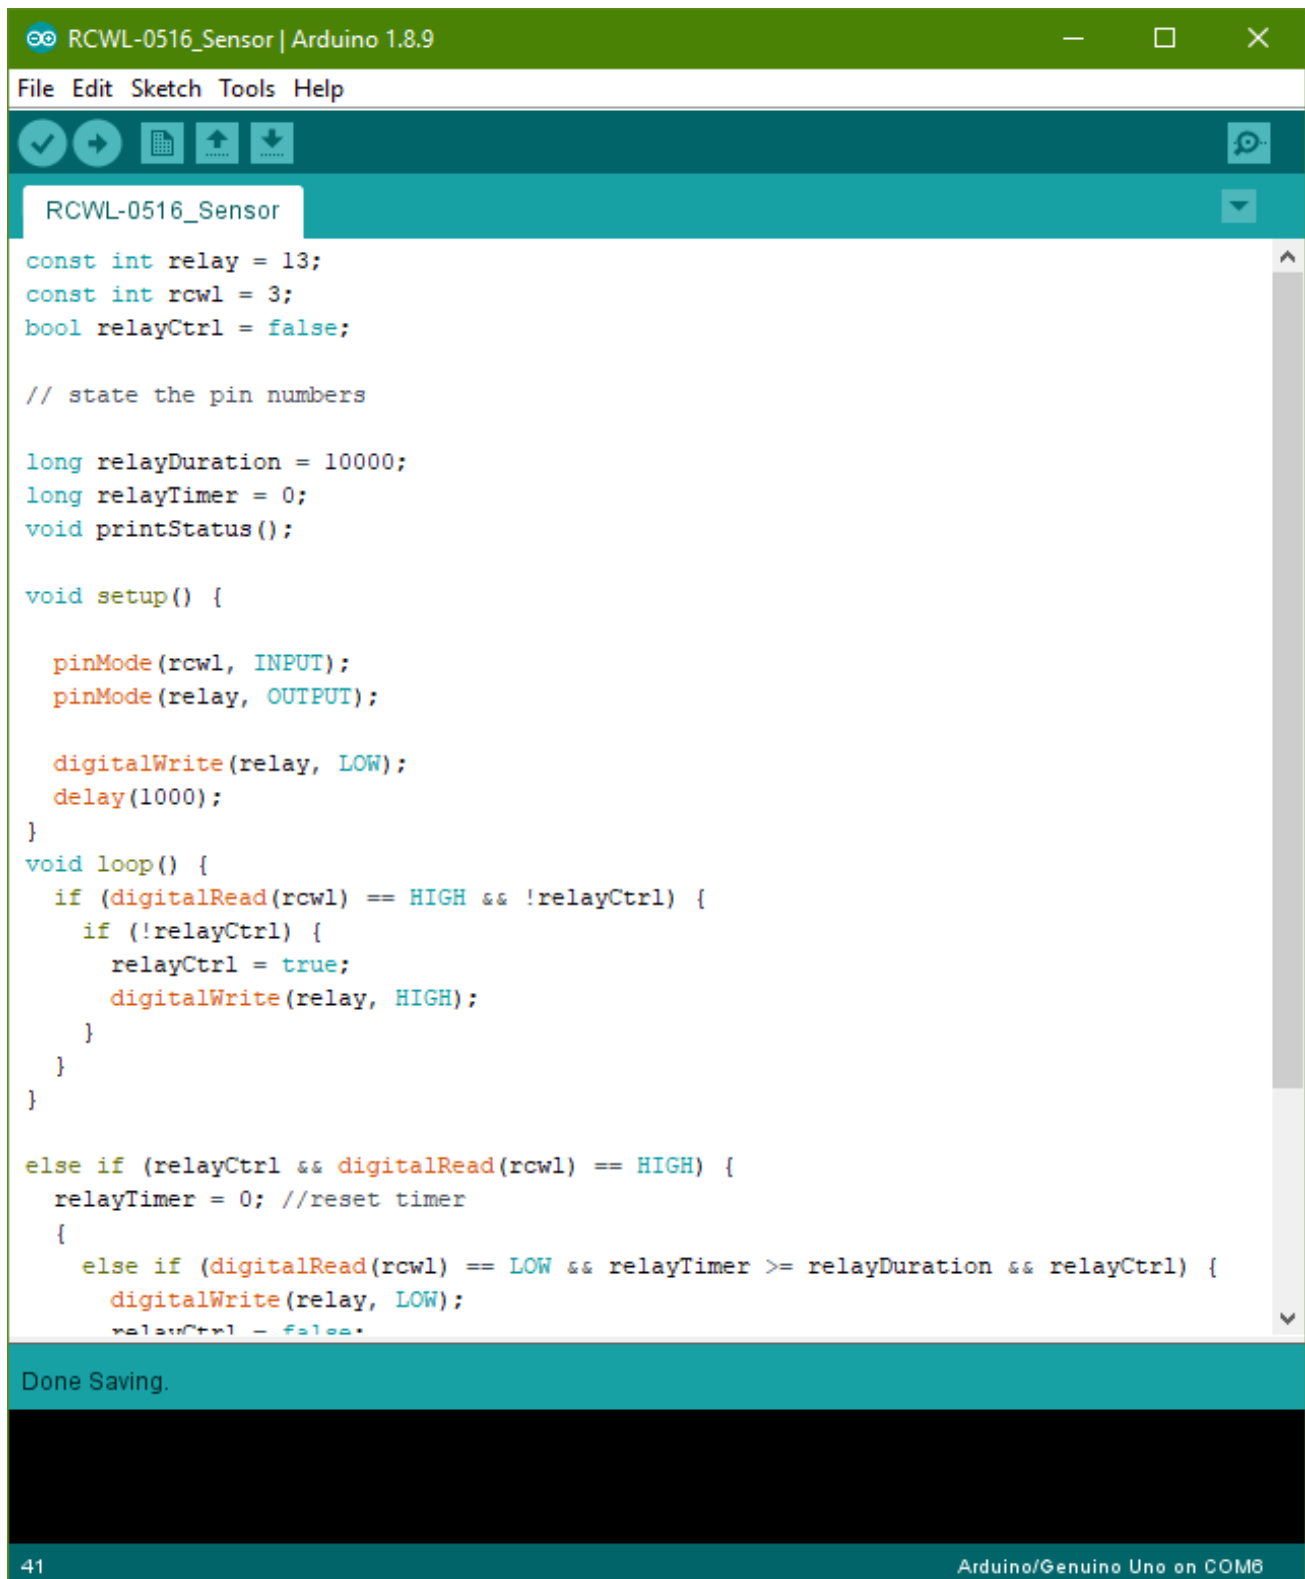 RCWL-0516_Sensor | Arduino 1.8.9
File Edit Sketch Tools Help
RCWL-0516_Sensor
const int relay = 13;
const int rcwl = 3;
bool relayCtrl = false;
// state the pin numbers
long relayDuration = 10000;
long relayTimer = 0;
void printStatus();
void setup() {
pinMode(rcwl, INPUT);
pinMode(relay, OUTPUT);
digitalWrite(relay, LOW);
delay(1000);
}
void loop() {
if (digitalRead(rcwl) == HIGH && !relayCtrl) {
if (!relayCtrl) {
relayCtrl = true;
digitalWrite(relay, HIGH);
}
}
}
else if (relayCtrl && digitalRead(rcwl) == HIGH) {
relayTimer = 0; //reset timer
{
else if (digitalRead(rcwl) == LOW && relayTimer >= relayDuration && relayCtrl) {
digitalWrite(relay, LOW);
relayCtrl = false;
Done Saving.
41
Arduino/Genuino Uno on COM6